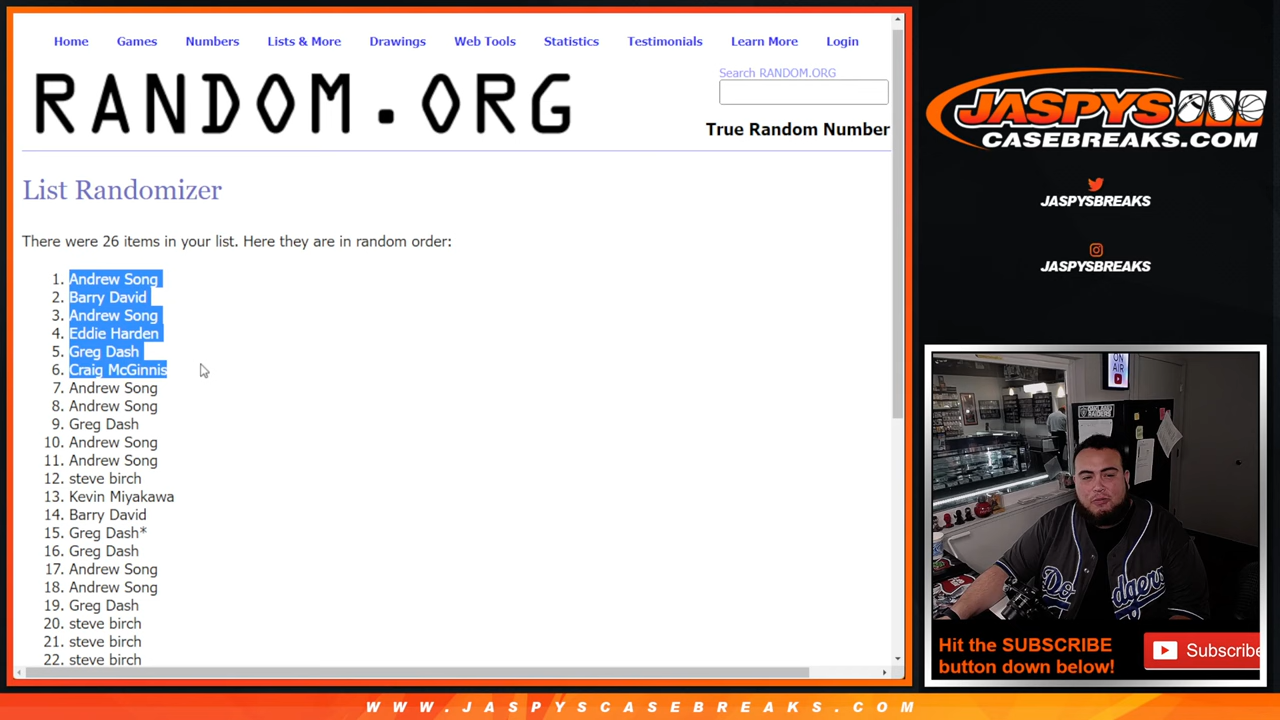 Home Games Numbers Lists & More Drawings Web Tools Statistics Testimonials Learn More Login
RANDOM.ORG
Search RANDOM.ORG
True Random Number
List Randomizer
There were 26 items in your list. Here they are in random order:
1. Andrew Song
2. Barry David
3. Andrew Song
4. Eddie Harden
5. Greg Dash
6. Craig McGinnis
7. Andrew Song
8. Andrew Song
9. Greg Dash
10. Andrew Song
11. Andrew Song
12. steve birch
13. Kevin Miyakawa
14. Barry David
15. Greg Dash*
16. Greg Dash
17. Andrew Song
18. Andrew Song
19. Greg Dash
20. steve birch
21. steve birch
22. steve birch
JASPYS
CASEBREAKS.COM
JASPYSBREAKS
JASPYSBREAKS
ON
AIR
OAKLAND
RAIDERS
Dodgers
Hit the SUBSCRIBE
button down below!
Subscribe
WWW.JASPYSCASEBREAKS.COM